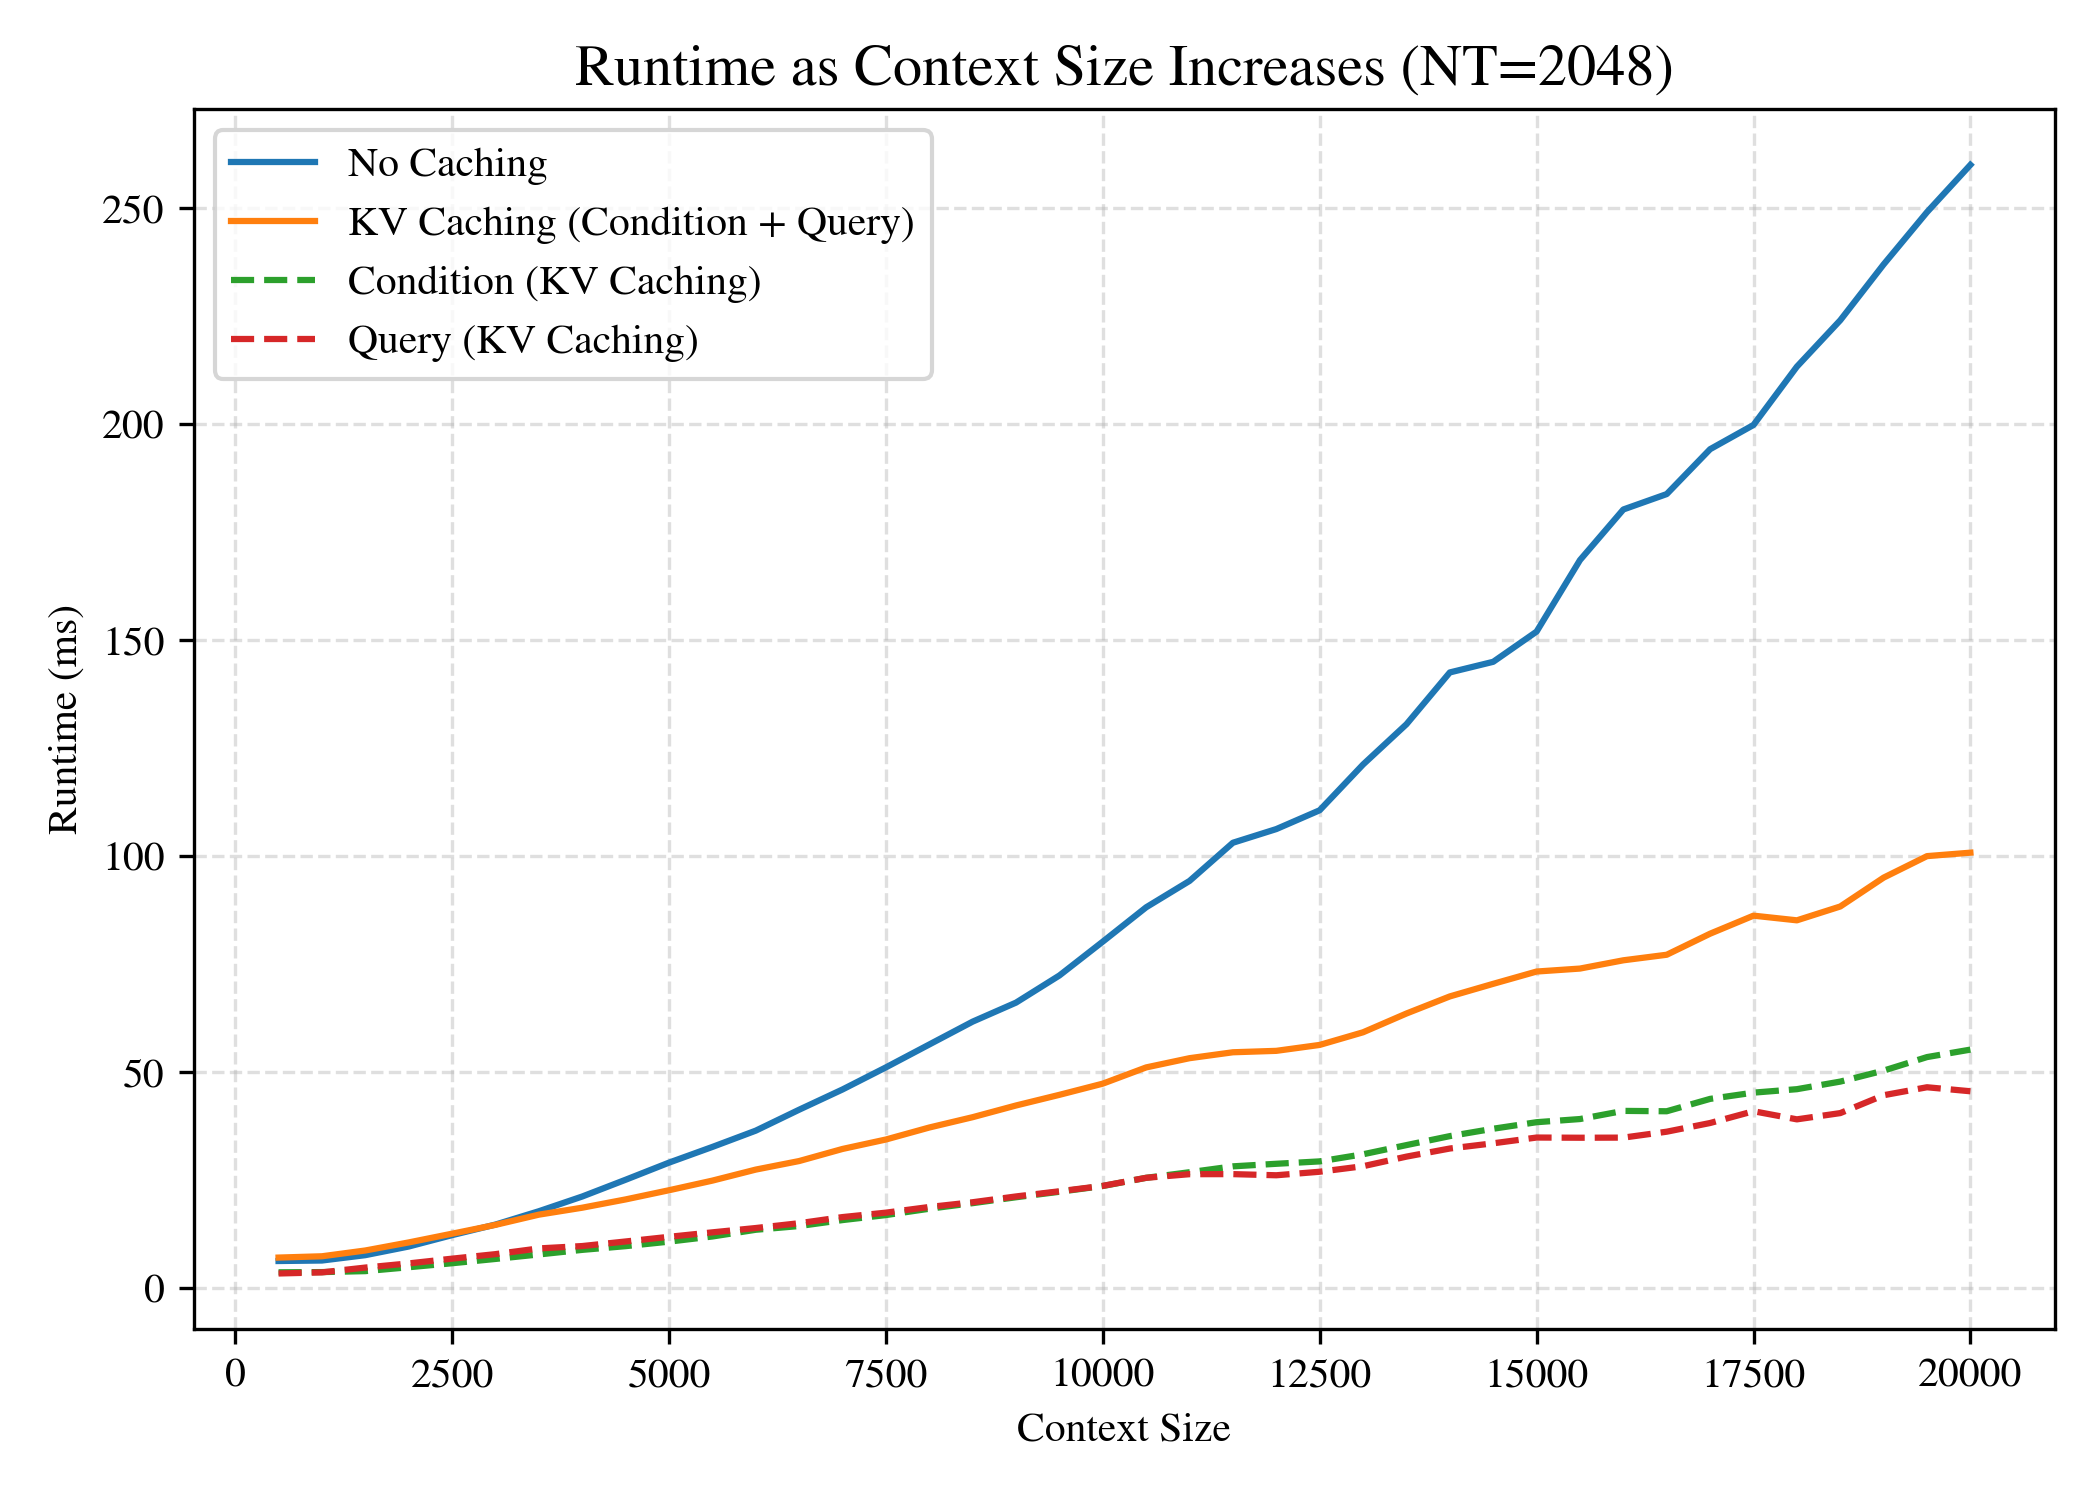 Runtime as Context Size Increases (NT=2048)
No Caching
KV Caching (Condition + Query)
Condition (KV Caching)
Query (KV Caching)
250
200
150
100
50
0
Runtime (ms)
0 2500 5000 7500 10000 12500 15000 17500 20000
Context Size